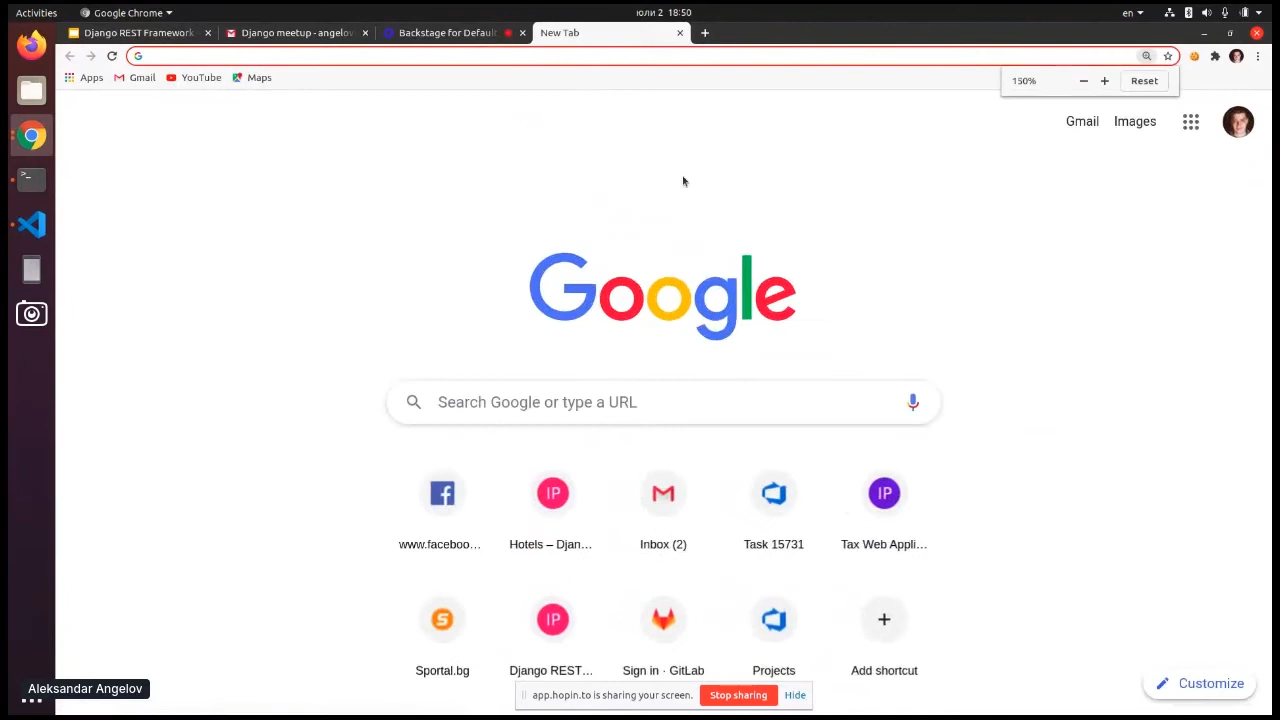 Activities
Google Chrome
юли 2 18:50
en
Django REST Framework
Django meetup - angelov
Backstage for Default
New Tab
150%
Reset
Apps
Gmail
YouTube
Maps
Gmail
Images
Google
Search Google or type a URL
IP
IP
www.faceboo...
Hotels – Djan...
Inbox (2)
Task 15731
Tax Web Appli...
IP
Sportal.bg
Django REST...
Sign in · GitLab
Projects
Add shortcut
Aleksandar Angelov
app.hopin.to is sharing your screen.
Stop sharing
Hide
Customize